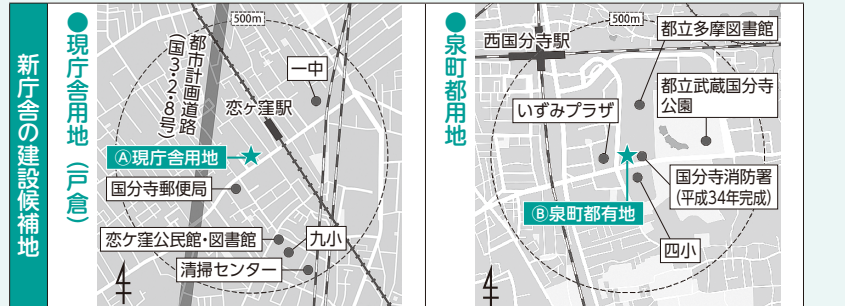 新庁舎の建設候補地
●現庁舎用地(戸倉)
500m
都市計画道路
(国3・2・8号)
一中
恋ヶ窪駅
Ⓐ現庁舎用地
国分寺郵便局
恋ケ窪公民館・図書館
九小
清掃センター
●泉町都用地
500m
西国分寺駅
都立多摩図書館
いずみプラザ
都立武蔵国分寺
公園
国分寺消防署
(平成34年完成)
Ⓑ泉町都有地
四小